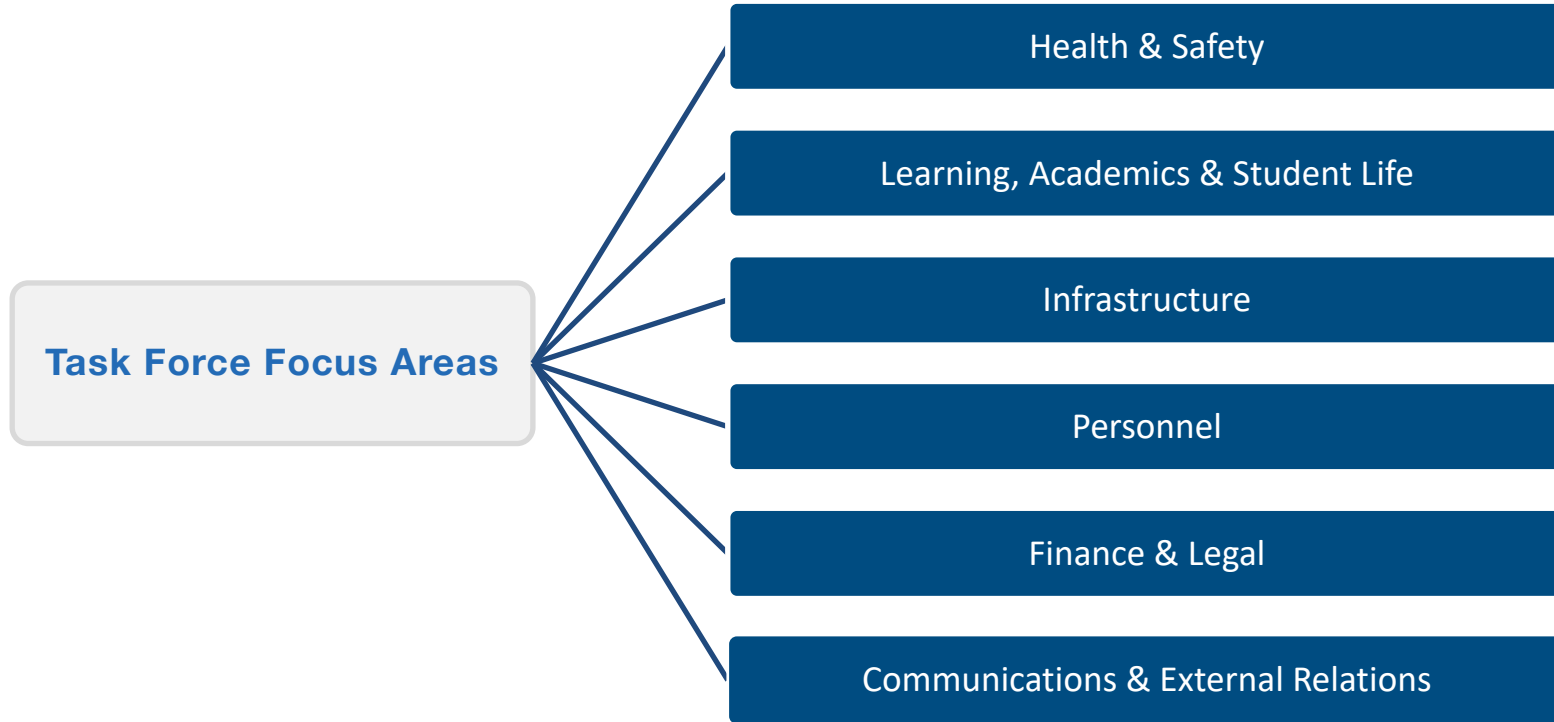 Task Force Focus Areas
Health & Safety
Learning, Academics & Student Life
Infrastructure
Personnel
Finance & Legal
Communications & External Relations